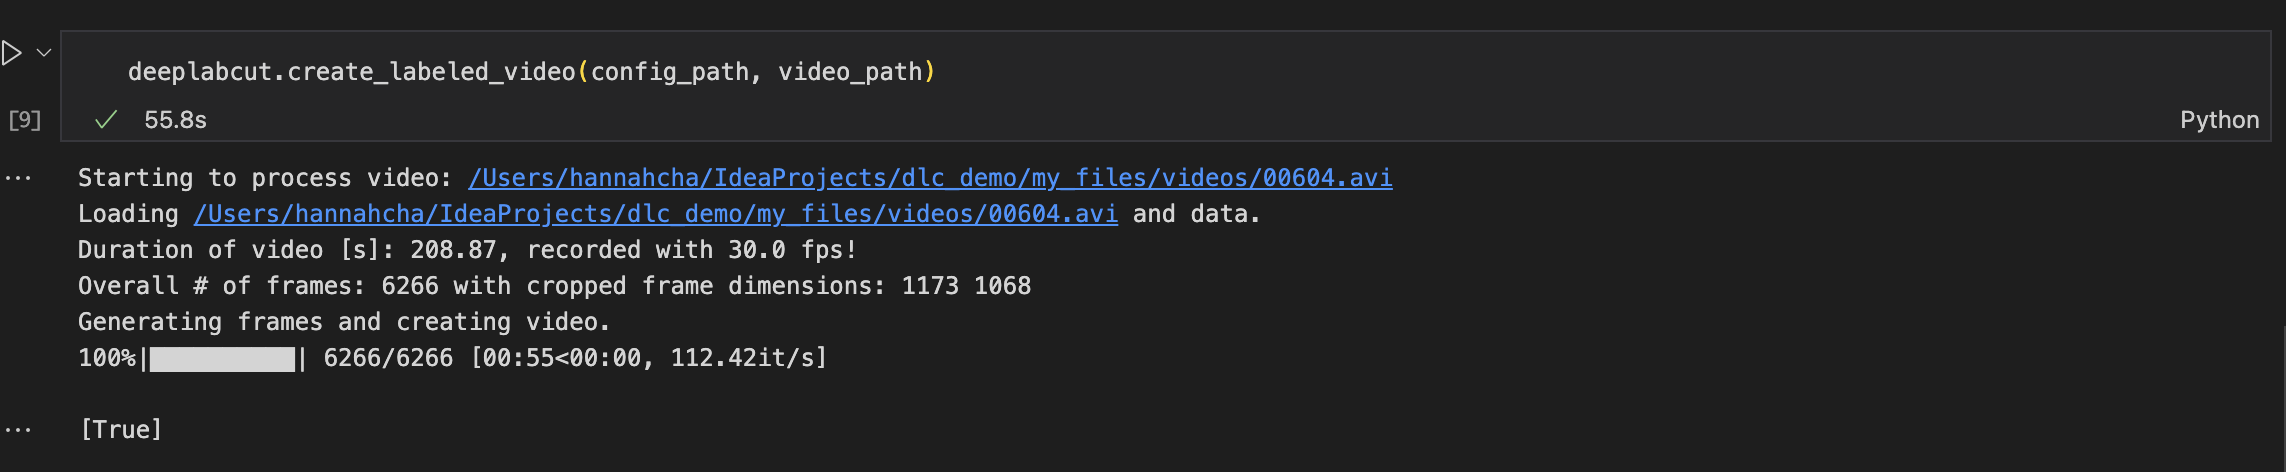 deeplabcut.create_labeled_video(config_path, video_path)
[9]
55.8s
Python
Starting to process video: /Users/hannahcha/IdeaProjects/dlc_demo/my_files/videos/00604.avi
Loading /Users/hannahcha/IdeaProjects/dlc_demo/my_files/videos/00604.avi and data.
Duration of video [s]: 208.87, recorded with 30.0 fps!
Overall # of frames: 6266 with cropped frame dimensions: 1173 1068
Generating frames and creating video.
100%|██████████| 6266/6266 [00:55<00:00, 112.42it/s]
[True]